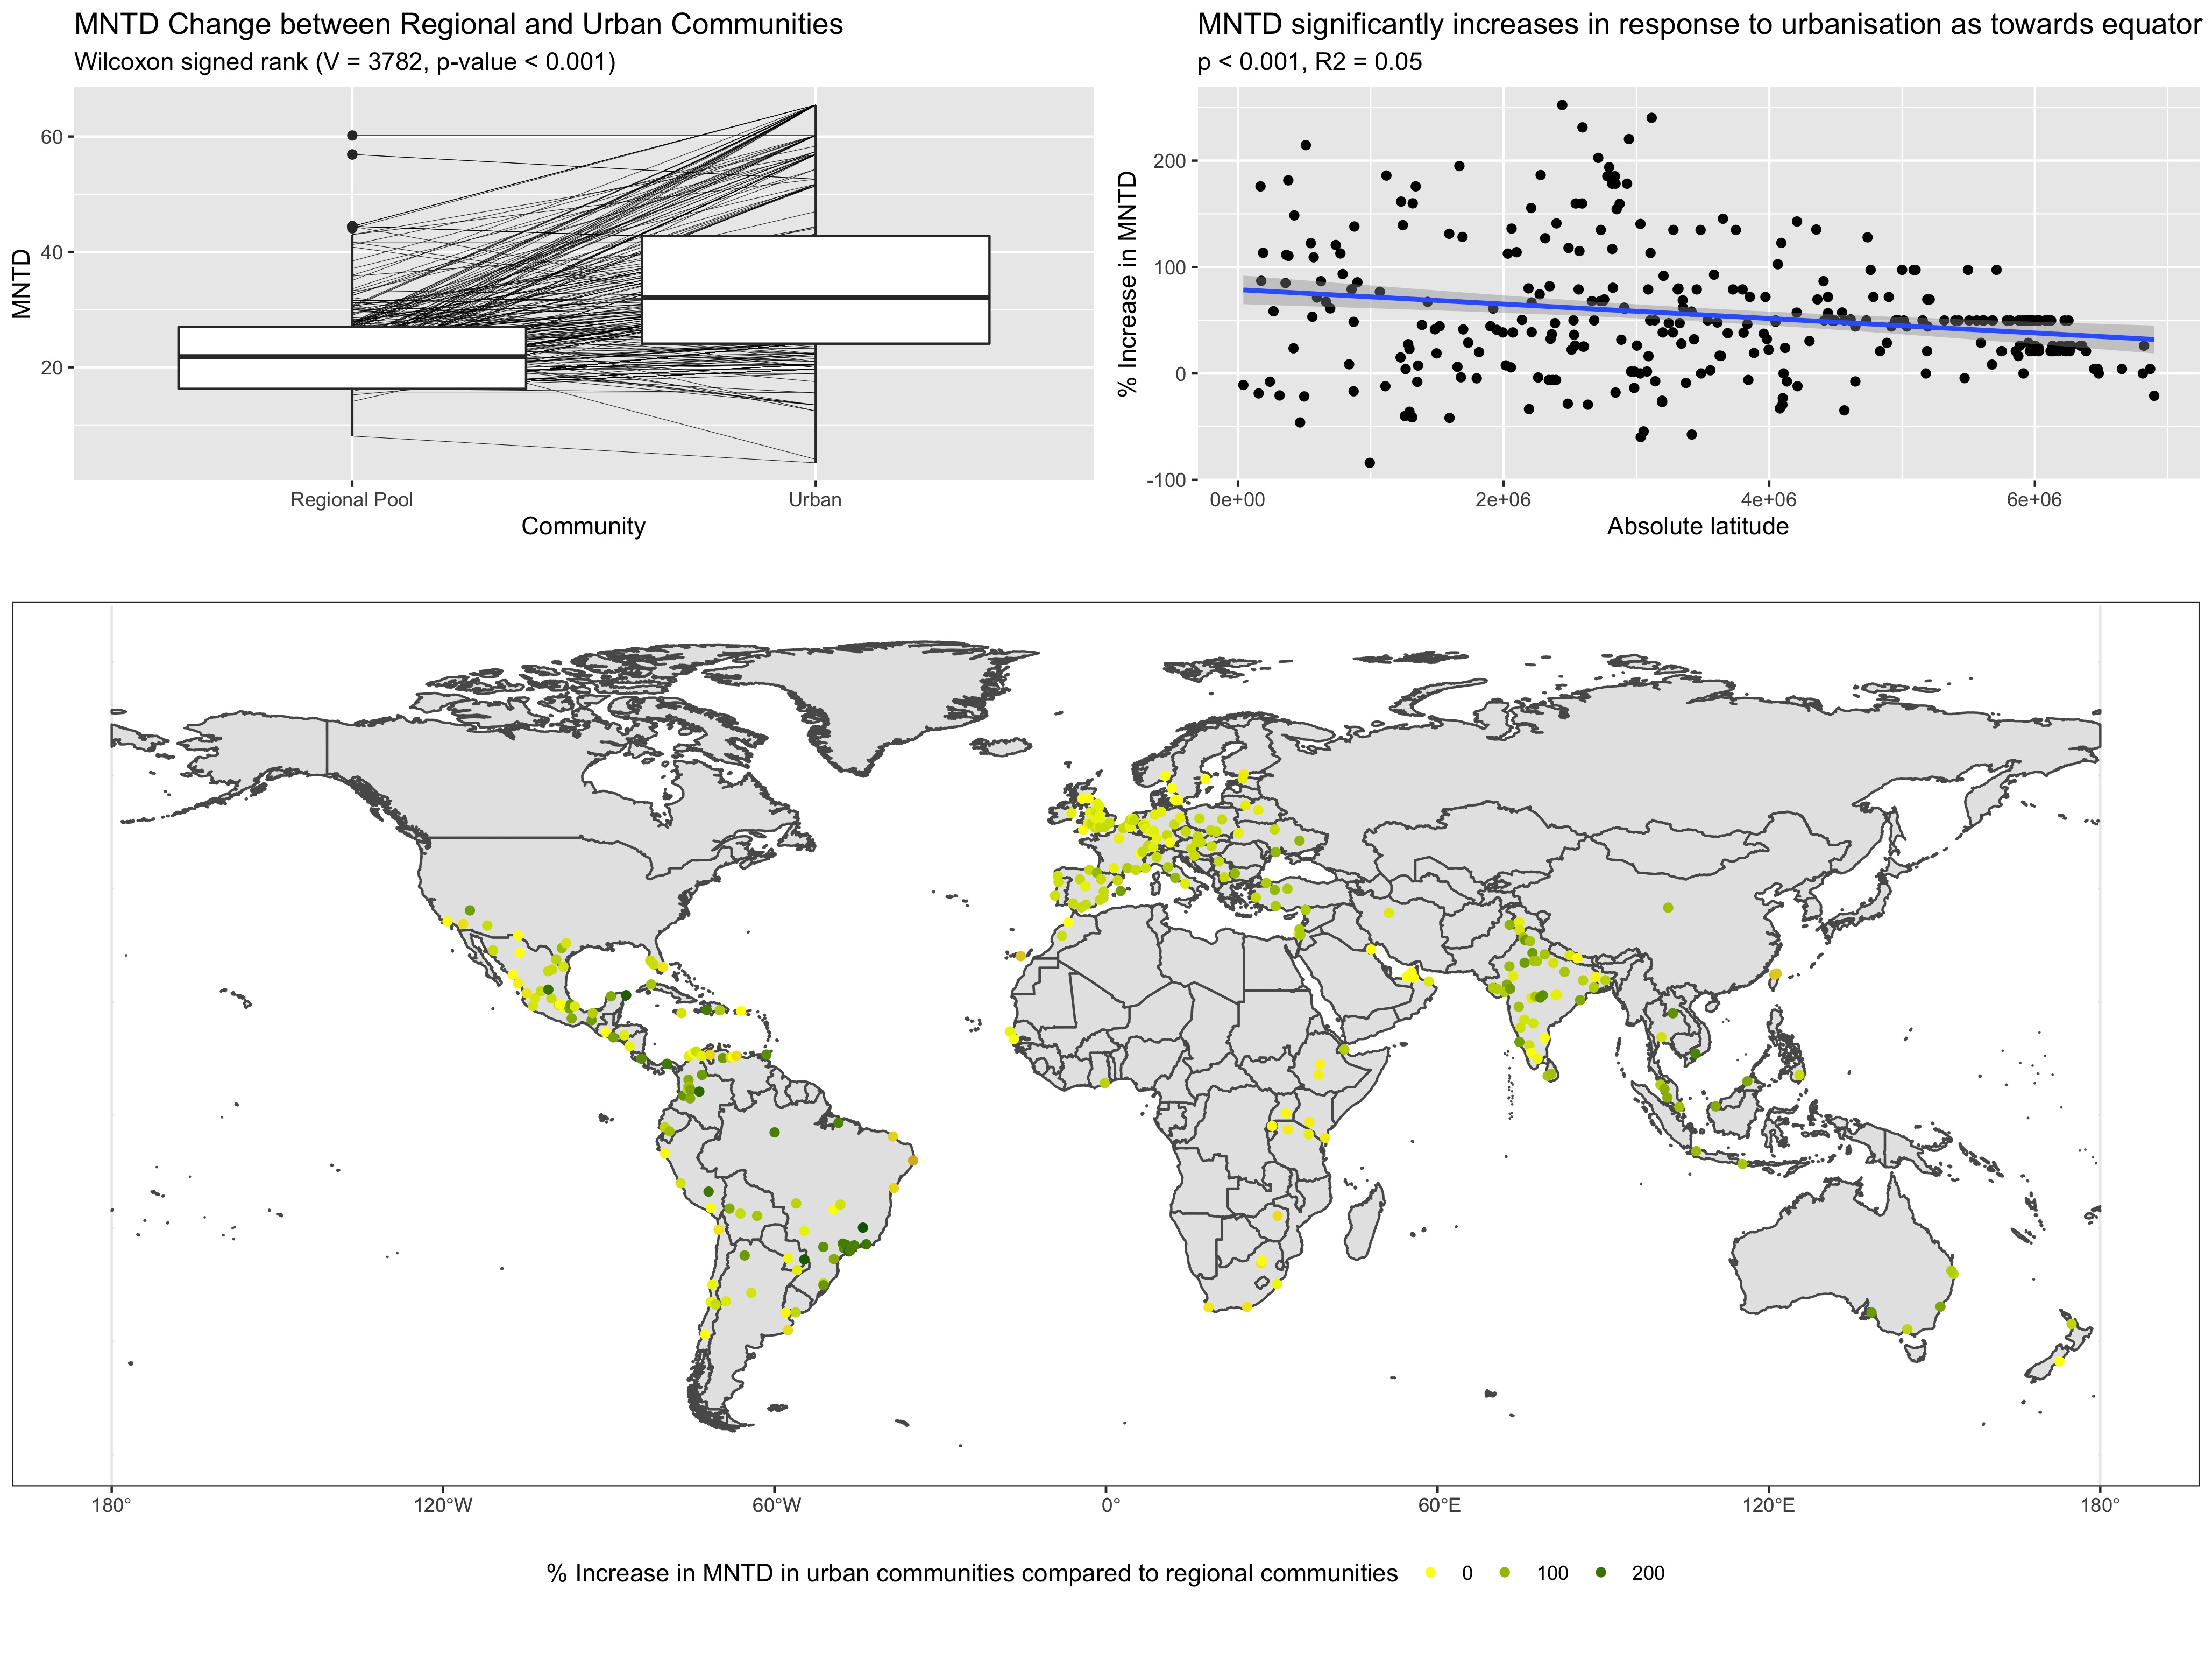 MNTD Change between Regional and Urban Communities
Wilcoxon signed rank (V = 3782, p-value < 0.001)
60
40
20
MNTD
Regional Pool
Urban
Community
MNTD significantly increases in response to urbanisation as towards equator
p < 0.001, R2 = 0.05
200
100
0
-100
% Increase in MNTD
0e+00
2e+06
4e+06
6e+06
Absolute latitude
180°
120°W
60°W
0°
60°E
120°E
180°
% Increase in MNTD in urban communities compared to regional communities
0
100
200